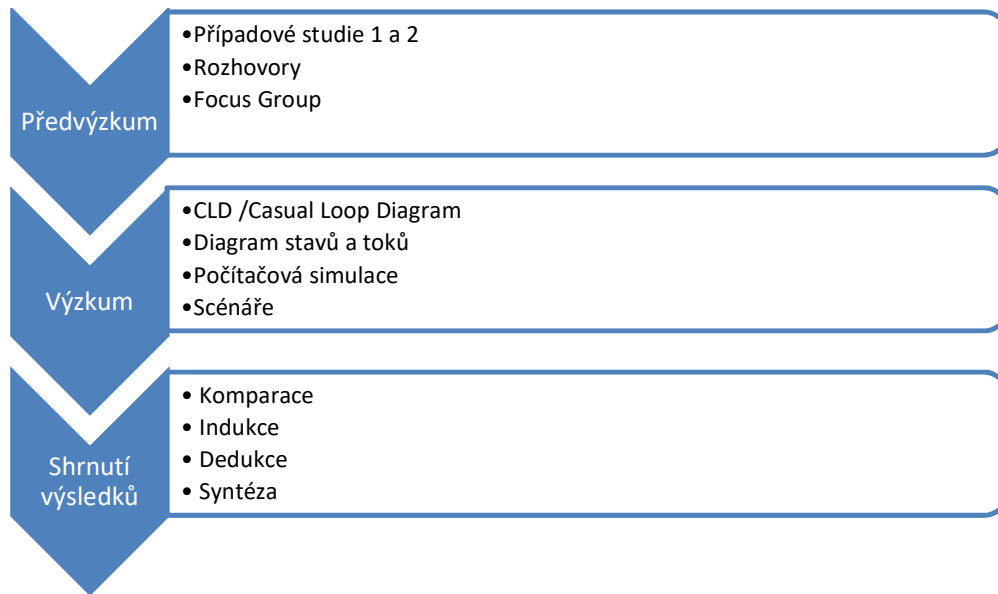 Předvýzkum
•Případové studie 1 a 2
•Rozhovory
•Focus Group
Výzkum
•CLD /Casual Loop Diagram
•Diagram stavů a toků
•Počítačová simulace
•Scénáře
Shrnutí
výsledků
• Komparace
• Indukce
• Dedukce
• Syntéza